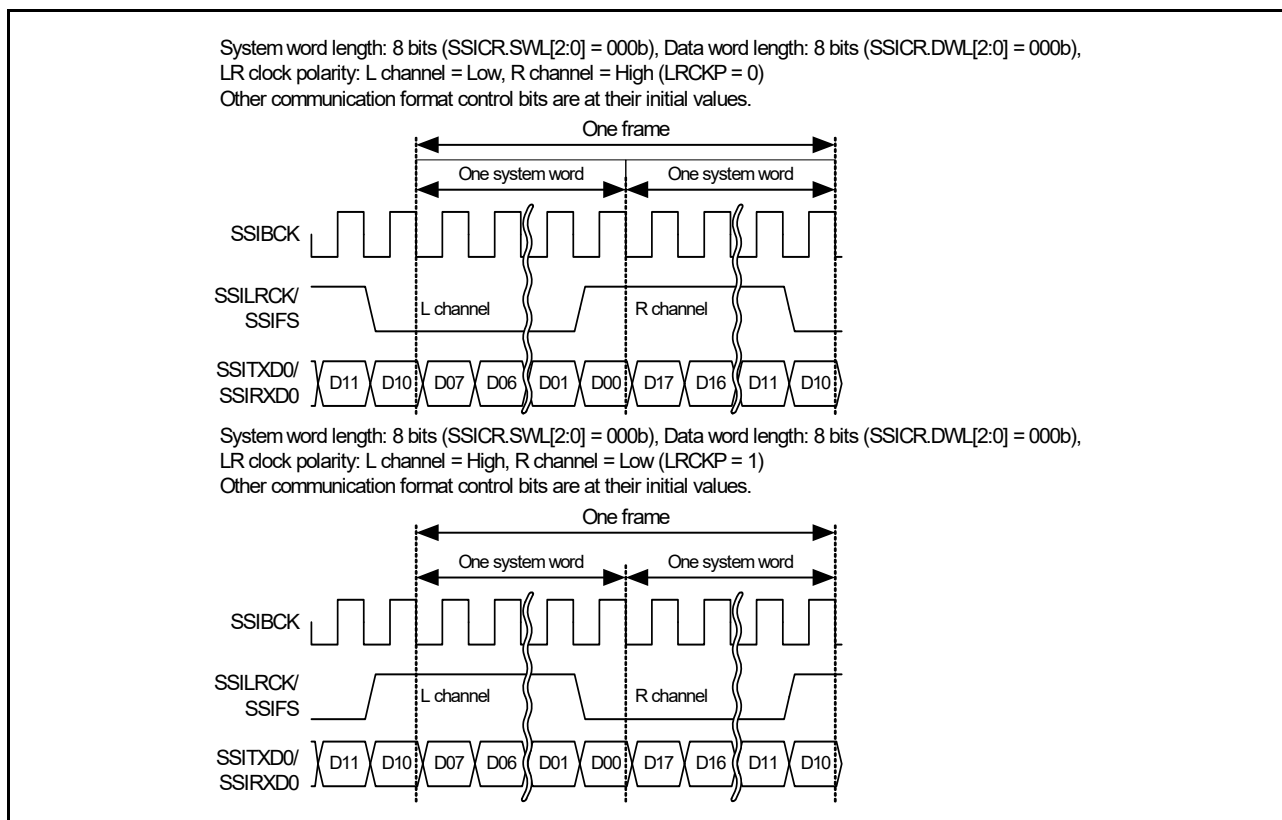 System word length: 8 bits (SSICR.SWL[2:0] = 000b), Data word length: 8 bits (SSICR.DWL[2:0] = 000b),
LR clock polarity: L channel = Low, R channel = High (LRCKP = 0)
Other communication format control bits are at their initial values.
One frame
One system word One system word
SSIBCK
SSILRCK/
SSIFS
L channel R channel
SSITXD0/
SSIRXD0
D11 D10 D07 D06 D01 D00 D17 D16 D11 D10
System word length: 8 bits (SSICR.SWL[2:0] = 000b), Data word length: 8 bits (SSICR.DWL[2:0] = 000b),
LR clock polarity: L channel = High, R channel = Low (LRCKP = 1)
Other communication format control bits are at their initial values.
One frame
One system word One system word
SSIBCK
SSILRCK/
SSIFS
L channel R channel
SSITXD0/
SSIRXD0
D11 D10 D07 D06 D01 D00 D17 D16 D11 D10